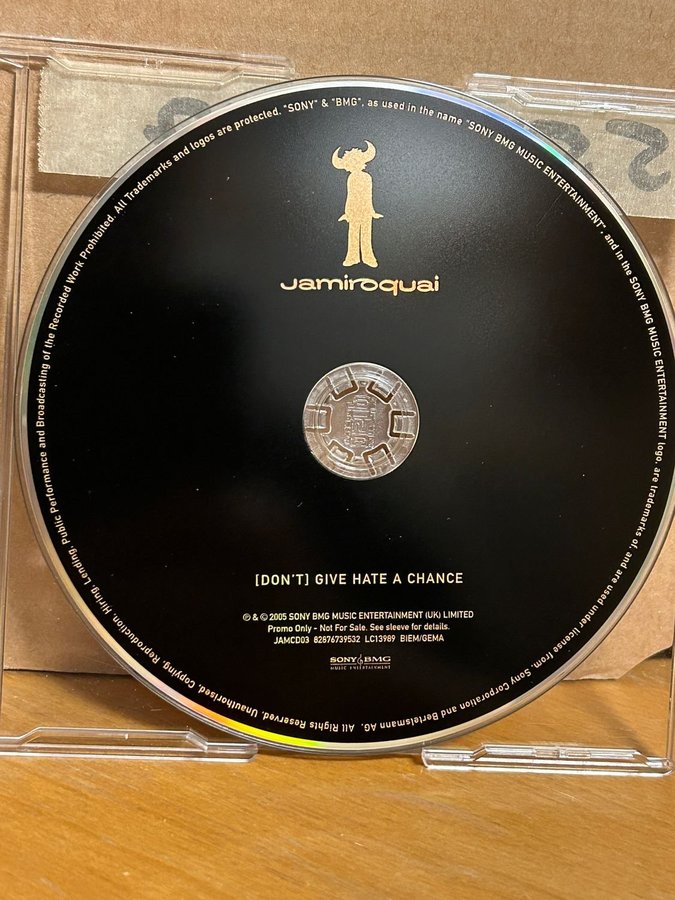 All Rights Reserved. Unauthorised. Copying. Reproduction. Hiring. Lending. Public Performance and Broadcasting of the Recorded Work Prohibited. All Trademarks and logos are protected. "SONY" & "BMG", as used in the name "SONY BMG MUSIC ENTERTAINMENT", and in the SONY BMG MUSIC ENTERTAINMENT logo, are trademarks of, and are used under license from, Sony Corporation and Bertelsmann AG.
Jamiroquai
[DON'T] GIVE HATE A CHANCE
℗ & © 2005 SONY BMG MUSIC ENTERTAINMENT (UK) LIMITED
Promo Only - Not For Sale. See sleeve for details.
JAMCD03 82876739532 LC13989 BIEM/GEMA
SONY BMG
MUSIC ENTERTAINMENT